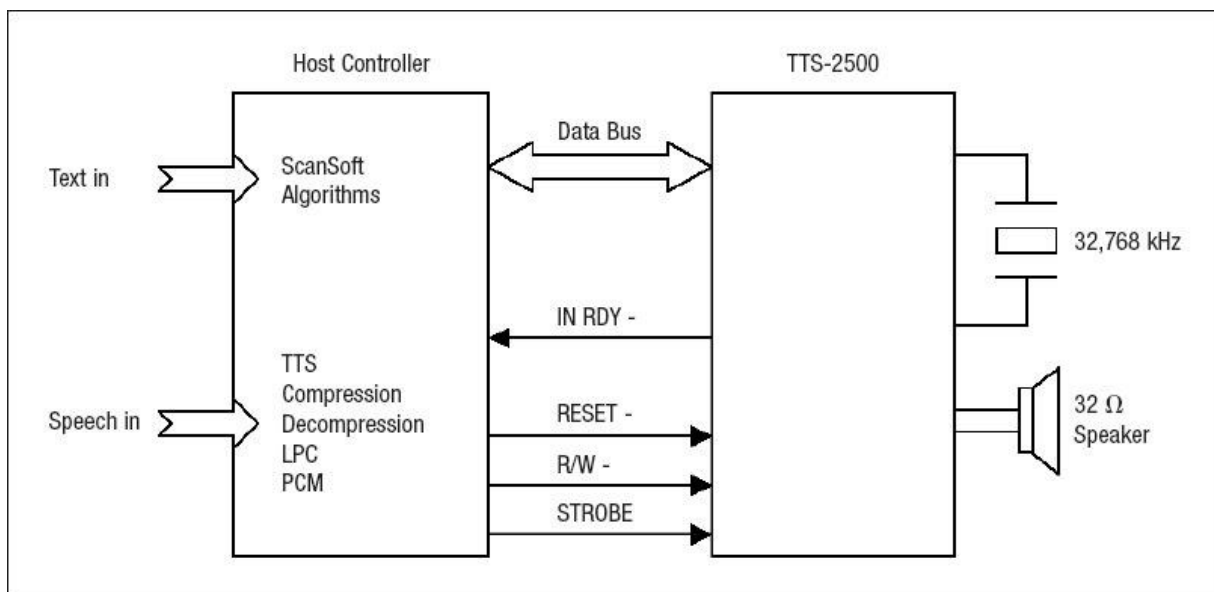 Host Controller
TTS-2500
Data Bus
Text in
ScanSoft
Algorithms
32,768 kHz
IN RDY -
TTS
Compression
Decompression
LPC
PCM
Speech in
RESET -
R/W -
STROBE
32 Ω
Speaker